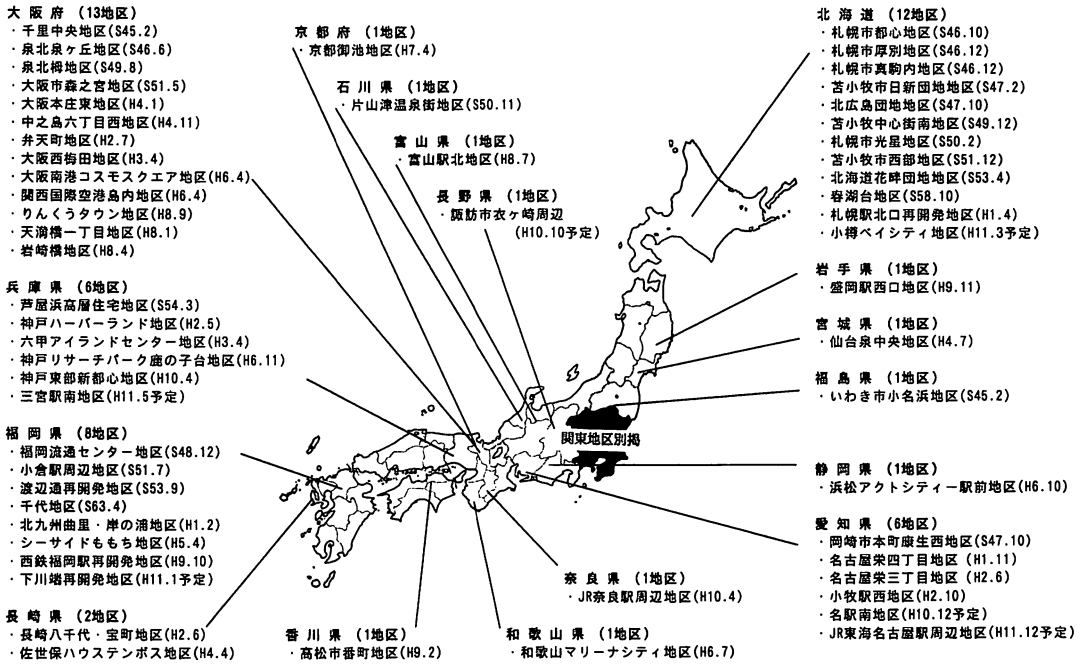 大阪府 (13地区)
・千里中央地区(S45.2)
・泉北泉ヶ丘地区(S46.6)
・泉北栂地区(S49.8)
・大阪市森之宮地区(S51.5)
・大阪本庄東地区(H4.1)
・中之島六丁目西地区(H4.11)
・弁天町地区(H2.7)
・大阪西梅田地区(H3.4)
・大阪南港コスモスクエア地区(H6.4)
・関西国際空港島内地区(H6.4)
・りんくうタウン地区(H8.9)
・天満橋一丁目地区(H8.1)
・岩崎橋地区(H8.4)
兵庫県 (6地区)
・芦屋浜高層住宅地区(S54.3)
・神戸ハーバーランド地区(H2.5)
・六甲アイランドセンター地区(H3.4)
・神戸リサーチパーク鹿の子台地区(H6.11)
・神戸東部新都心地区(H10.4)
・三宮駅南地区(H11.5予定)
福岡県 (8地区)
・福岡流通センター地区(S48.12)
・小倉駅周辺地区(S51.7)
・渡辺通再開発地区(S53.9)
・千代地区(S63.4)
・北九州曲里・岸の浦地区(H1.2)
・シーサイドももち地区(H5.4)
・西鉄福岡駅再開発地区(H9.10)
・下川端再開発地区(H11.1予定)
長崎県 (2地区)
・長崎八千代・宝町地区(H2.6)
・佐世保ハウステンボス地区(H4.4)
京都府 (1地区)
・京都御池地区(H7.4)
石川県 (1地区)
・片山津温泉街地区(S50.11)
富山県 (1地区)
・富山駅北地区(H8.7)
長野県 (1地区)
・諏訪市衣ヶ崎周辺
(H10.10予定)
関東地区別掲
香川県 (1地区)
・高松市番町地区(H9.2)
和歌山県 (1地区)
・和歌山マリーナシティ地区(H6.7)
奈良県 (1地区)
・JR奈良駅周辺地区(H10.4)
北海道 (12地区)
・札幌市都心地区(S46.10)
・札幌市厚別地区(S46.12)
・札幌市真駒内地区(S46.12)
・苫小牧市日新団地地区(S47.2)
・北広島団地地区(S47.10)
・苫小牧中心街南地区(S49.12)
・札幌市光星地区(S50.2)
・苫小牧市西部地区(S51.12)
・北海道花畔団地地区(S53.4)
・春湖台地区(S58.10)
・札幌駅北口再開発地区(H1.4)
・小樽ベイシティ地区(H11.3予定)
岩手県 (1地区)
・盛岡駅西口地区(H9.11)
宮城県 (1地区)
・仙台泉中央地区(H4.7)
福島県 (1地区)
・いわき市小名浜地区(S45.2)
静岡県 (1地区)
・浜松アクトシティー駅前地区(H6.10)
愛知県 (6地区)
・岡崎市本町康生西地区(S47.10)
・名古屋栄四丁目地区 (H1.11)
・名古屋栄三丁目地区 (H2.6)
・小牧駅西地区(H2.10)
・名駅南地区(H10.12予定)
・JR東海名古屋駅周辺地区(H11.12予定)